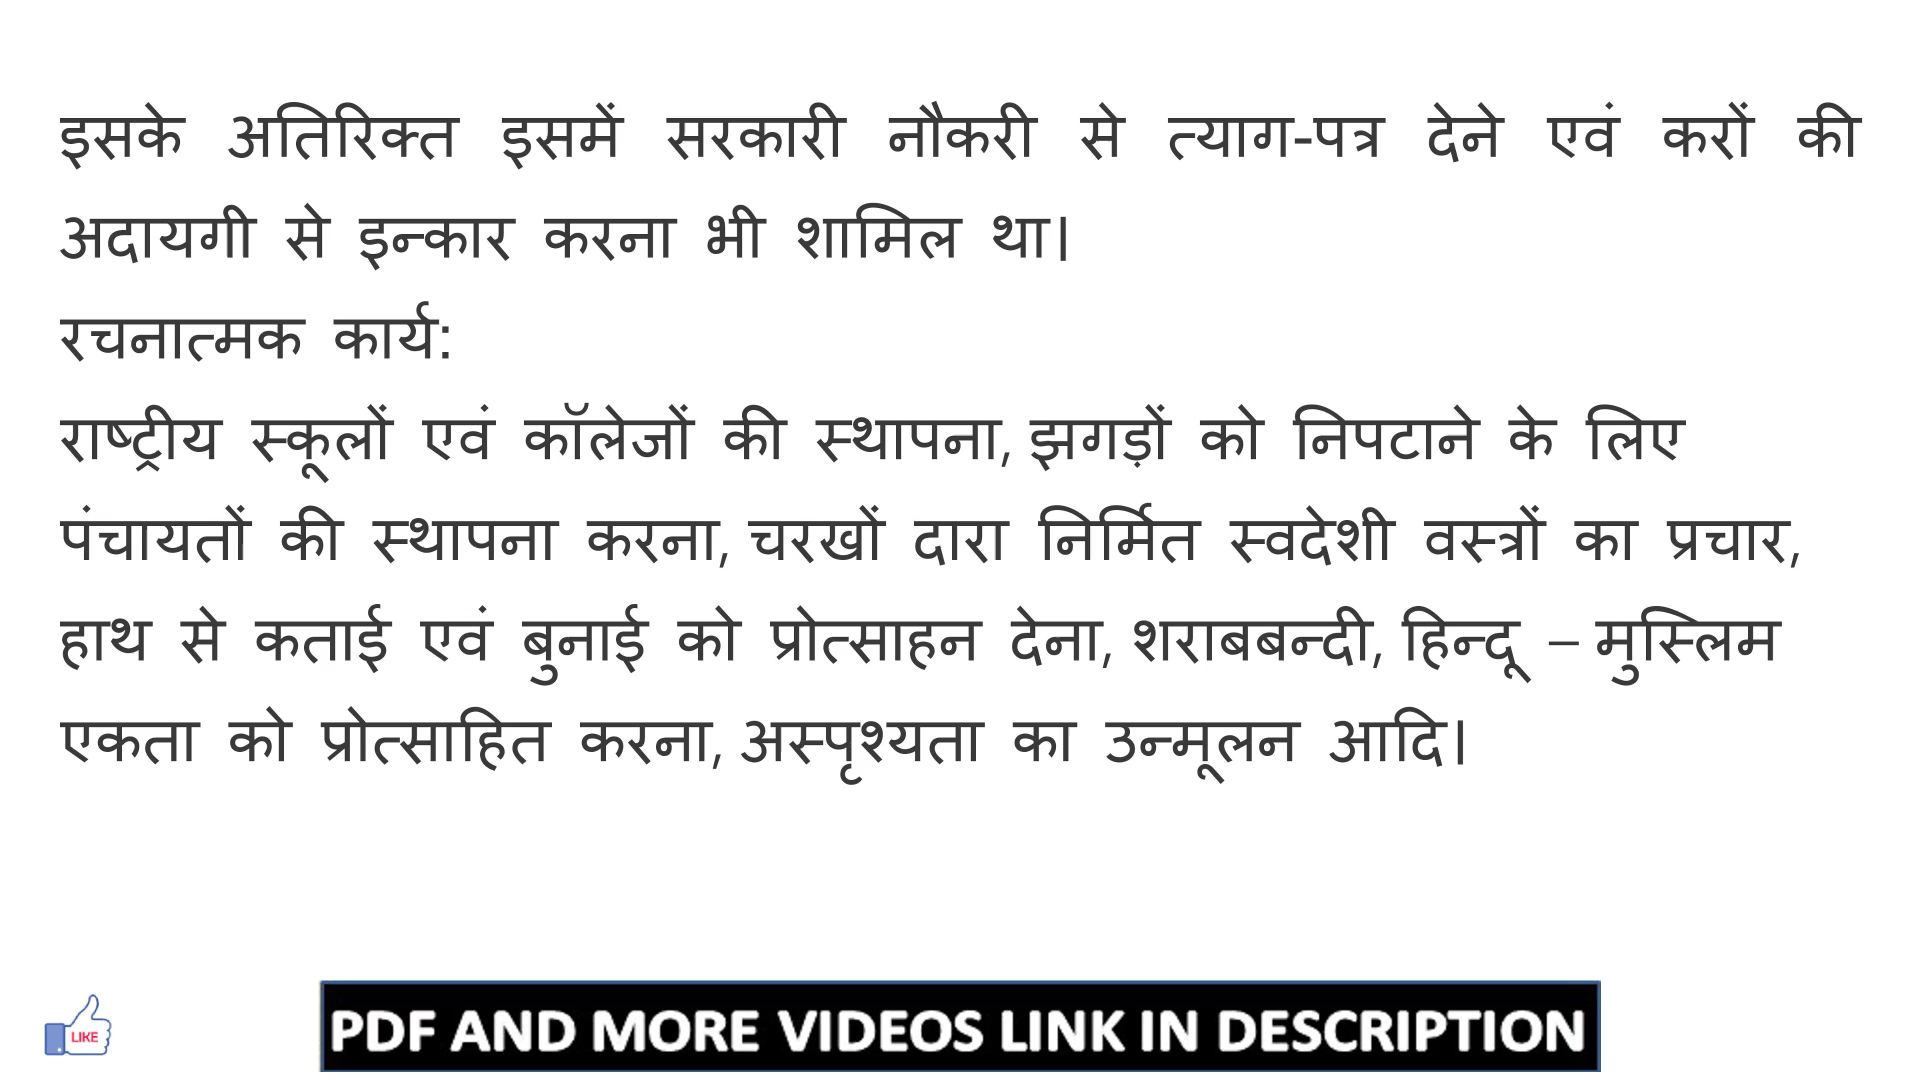 इसके अतिरिक्त इसमें सरकारी नौकरी से त्याग-पत्र देने एवं करों की
अदायगी से इन्कार करना भी शामिल था।
रचनात्मक कार्य:
राष्ट्रीय स्कूलों एवं कॉलेजों की स्थापना, झगड़ों को निपटाने के लिए
पंचायतों की स्थापना करना, चरखों दारा निर्मित स्वदेशी वस्त्रों का प्रचार,
हाथ से कताई एवं बुनाई को प्रोत्साहन देना, शराबबन्दी, हिन्दू – मुस्लिम
एकता को प्रोत्साहित करना, अस्पृश्यता का उन्मूलन आदि।
LIKE
PDF AND MORE VIDEOS LINK IN DESCRIPTION